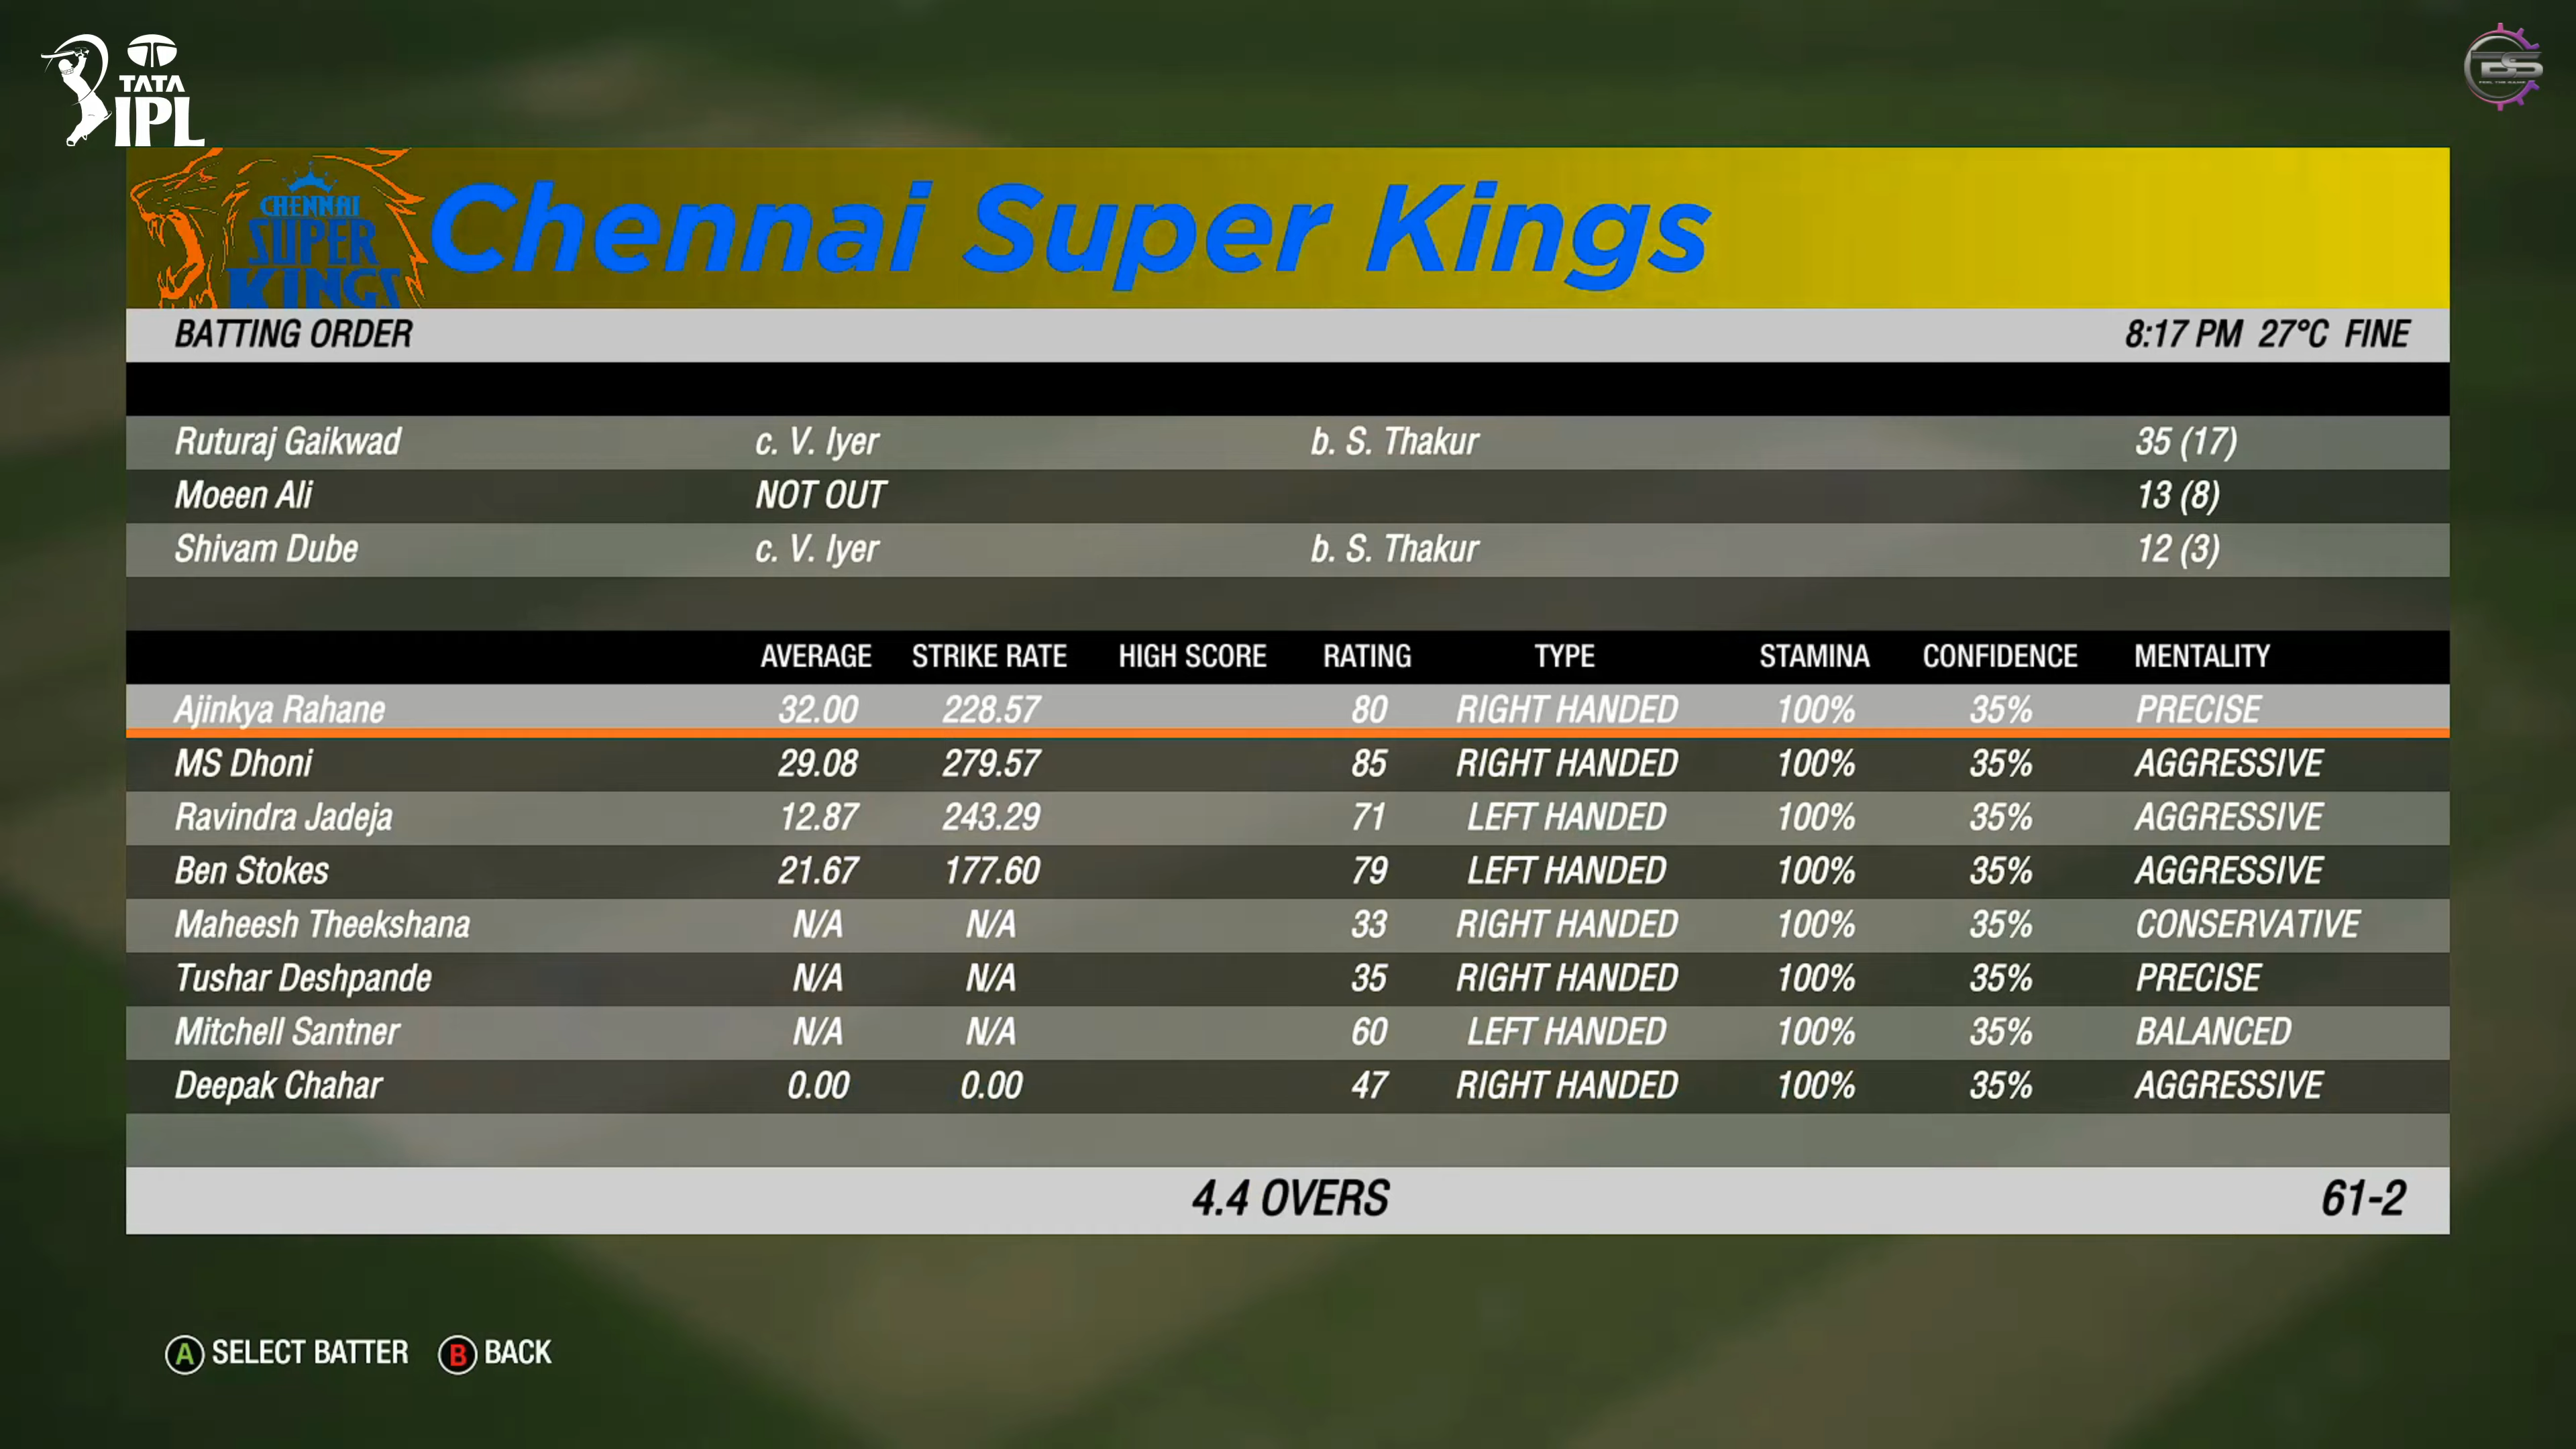 TATA
IPL
CHENNAI
SUPER
KINGS
Chennai Super Kings
BATTING ORDER 8:17 PM 27°C FINE
Ruturaj Gaikwad c. V. Iyer b. S. Thakur 35 (17)
Moeen Ali NOT OUT 13 (8)
Shivam Dube c. V. Iyer b. S. Thakur 12 (3)
AVERAGE STRIKE RATE HIGH SCORE RATING TYPE STAMINA CONFIDENCE MENTALITY
Ajinkya Rahane 32.00 228.57 80 RIGHT HANDED 100% 35% PRECISE
MS Dhoni 29.08 279.57 85 RIGHT HANDED 100% 35% AGGRESSIVE
Ravindra Jadeja 12.87 243.29 71 LEFT HANDED 100% 35% AGGRESSIVE
Ben Stokes 21.67 177.60 79 LEFT HANDED 100% 35% AGGRESSIVE
Maheesh Theekshana N/A N/A 33 RIGHT HANDED 100% 35% CONSERVATIVE
Tushar Deshpande N/A N/A 35 RIGHT HANDED 100% 35% PRECISE
Mitchell Santner N/A N/A 60 LEFT HANDED 100% 35% BALANCED
Deepak Chahar 0.00 0.00 47 RIGHT HANDED 100% 35% AGGRESSIVE
4.4 OVERS 61-2
A SELECT BATTER B BACK